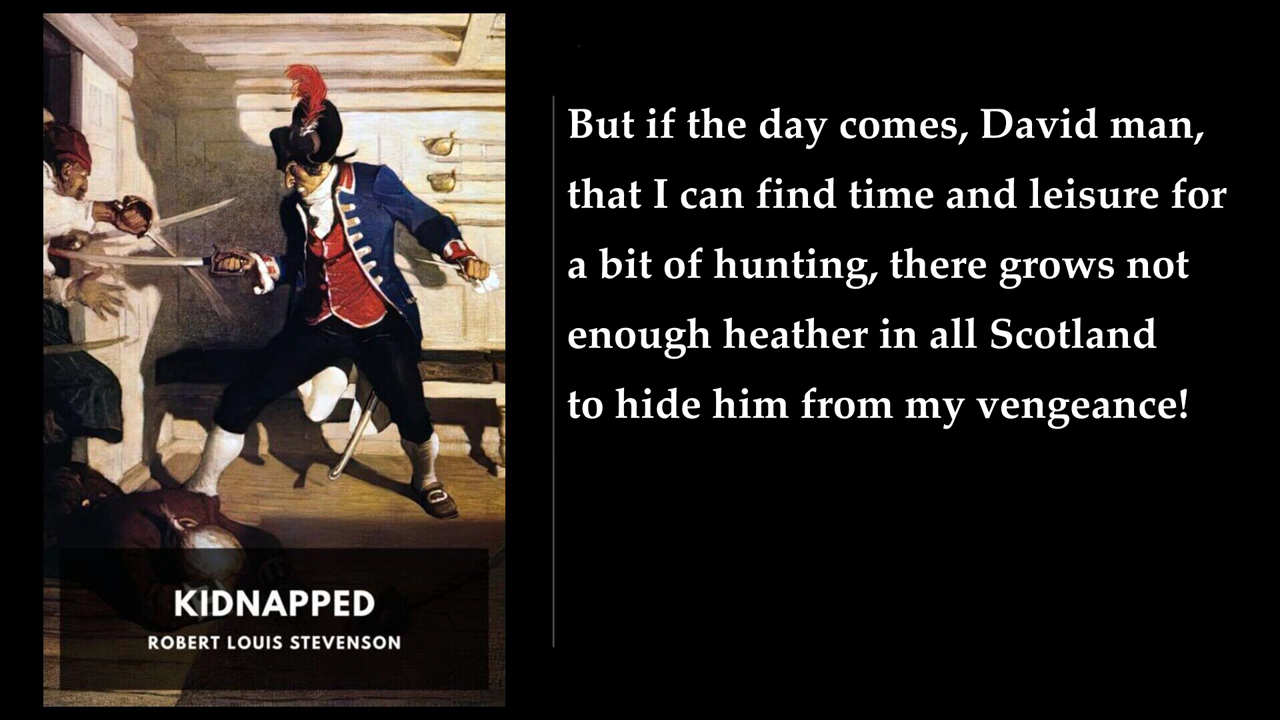 But if the day comes, David man,
that I can find time and leisure for
a bit of hunting, there grows not
enough heather in all Scotland
to hide him from my vengeance!
KIDNAPPED
ROBERT LOUIS STEVENSON